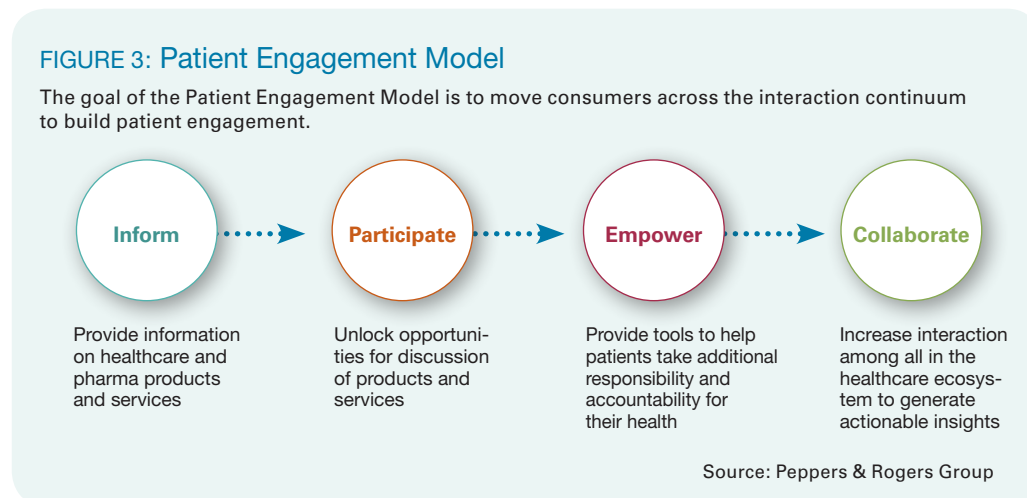 FIGURE 3: Patient Engagement Model
The goal of the Patient Engagement Model is to move consumers across the interaction continuum
to build patient engagement.
Inform
Participate
Empower
Collaborate
Provide information
on healthcare and
pharma products
and services
Unlock opportuni-
ties for discussion
of products and
services
Provide tools to help
patients take additional
responsibility and
accountability for
their health
Increase interaction
among all in the
healthcare ecosys-
tem to generate
actionable insights
Source: Peppers & Rogers Group